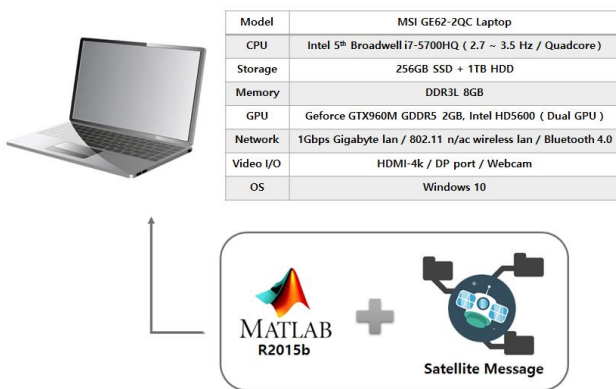 Model MSI GE62-2QC Laptop
CPU Intel 5th Broadwell i7-5700HQ ( 2.7 ~ 3.5 Hz / Quadcore )
Storage 256GB SSD + 1TB HDD
Memory DDR3L 8GB
GPU Geforce GTX960M GDDR5 2GB, Intel HD5600 ( Dual GPU )
Network 1Gbps Gigabyte lan / 802.11 n/ac wireless lan / Bluetooth 4.0
Video I/O HDMI-4k / DP port / Webcam
OS Windows 10
MATLAB
R2015b
Satellite Message